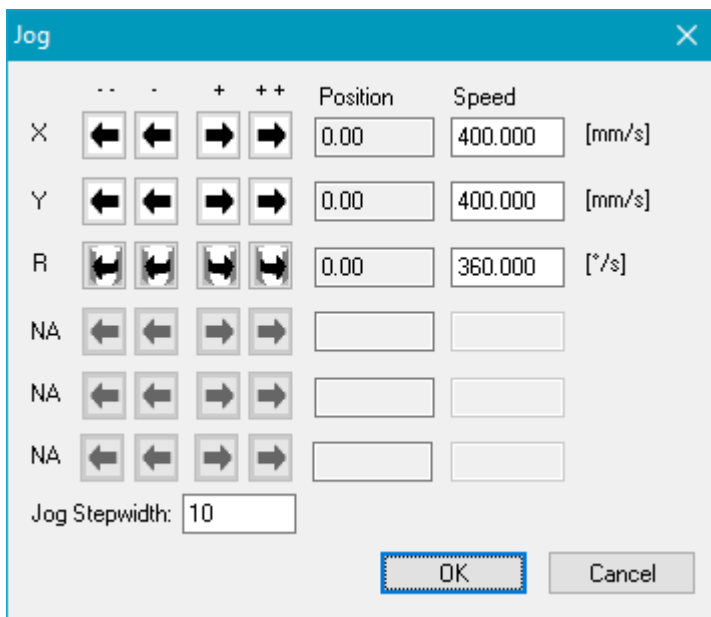 Jog
- - - + + +
Position Speed
X 0.00 400.000 [mm/s]
Y 0.00 400.000 [mm/s]
R 0.00 360.000 [°/s]
NA
NA
NA
Jog Stepwidth: 10
OK Cancel